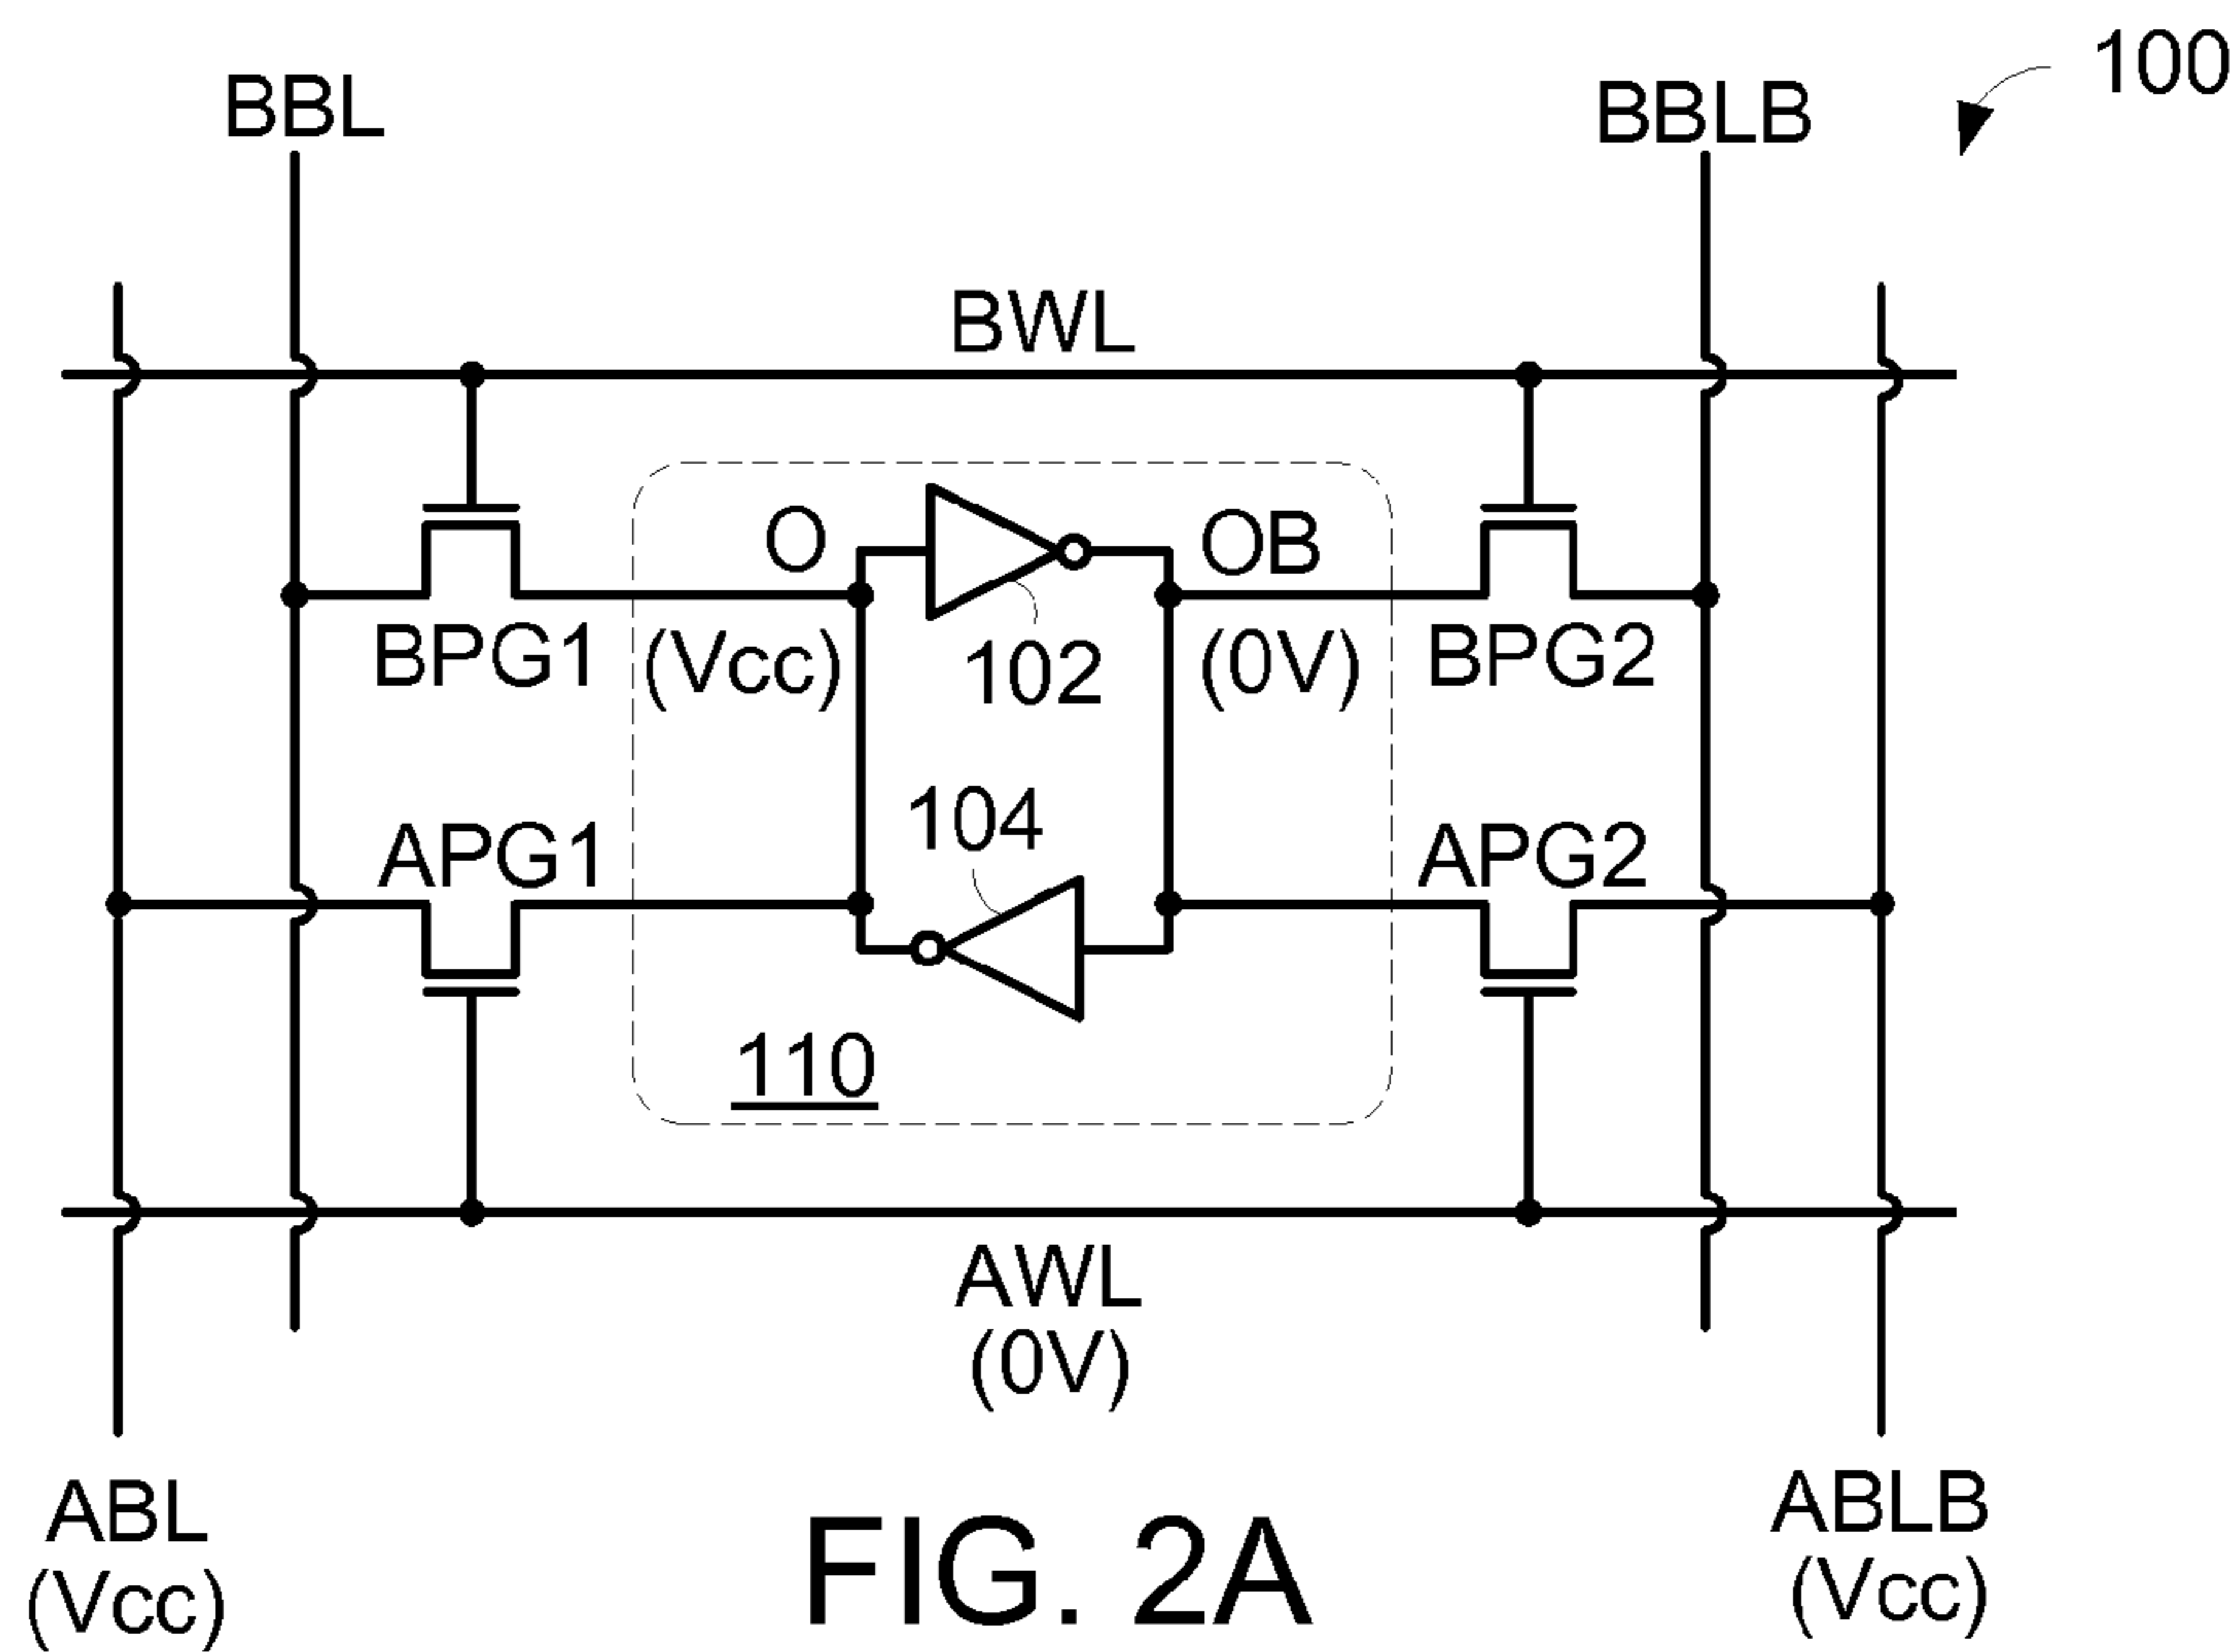 100
BBL
BBLB
BWL
O
OB
BPG1
(Vcc)
102
(0V)
BPG2
APG1
104
APG2
110
AWL
(0V)
ABL
(Vcc)
ABLB
(Vcc)
FIG. 2A